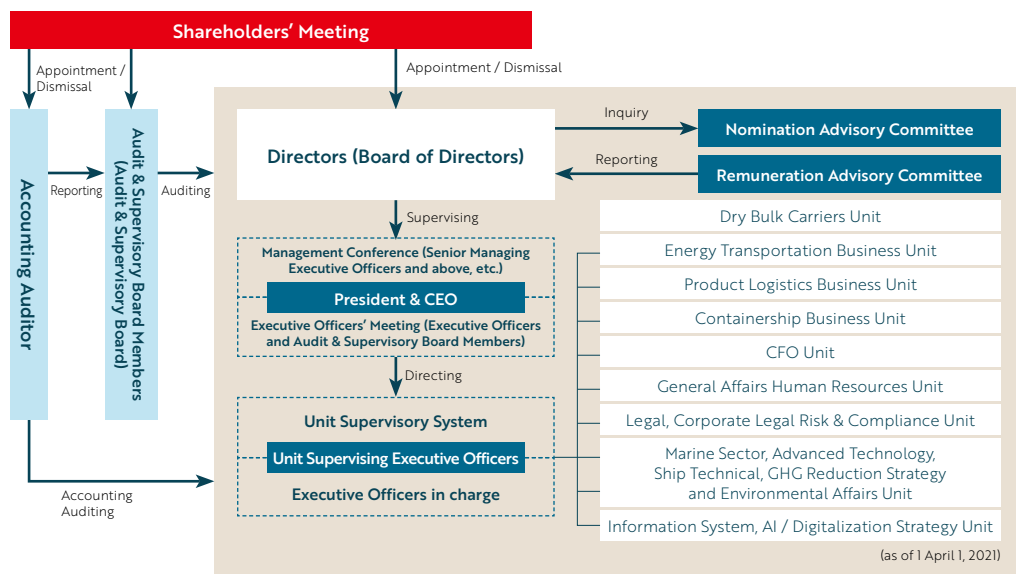 Shareholders' Meeting
Appointment /
Dismissal
Appointment / Dismissal
Accounting Auditor
Reporting
Audit & Supervisory Board Members
(Audit & Supervisory Board)
Auditing
Directors (Board of Directors)
Inquiry
Nomination Advisory Committee
Reporting
Remuneration Advisory Committee
Supervising
Management Conference (Senior Managing
Executive Officers and above, etc.)
President & CEO
Executive Officers' Meeting (Executive Officers
and Audit & Supervisory Board Members)
Directing
Unit Supervisory System
Unit Supervising Executive Officers
Executive Officers in charge
Accounting
Auditing
Dry Bulk Carriers Unit
Energy Transportation Business Unit
Product Logistics Business Unit
Containership Business Unit
CFO Unit
General Affairs Human Resources Unit
Legal, Corporate Legal Risk & Compliance Unit
Marine Sector, Advanced Technology,
Ship Technical, GHG Reduction Strategy
and Environmental Affairs Unit
Information System, AI / Digitalization Strategy Unit
(as of 1 April 1, 2021)